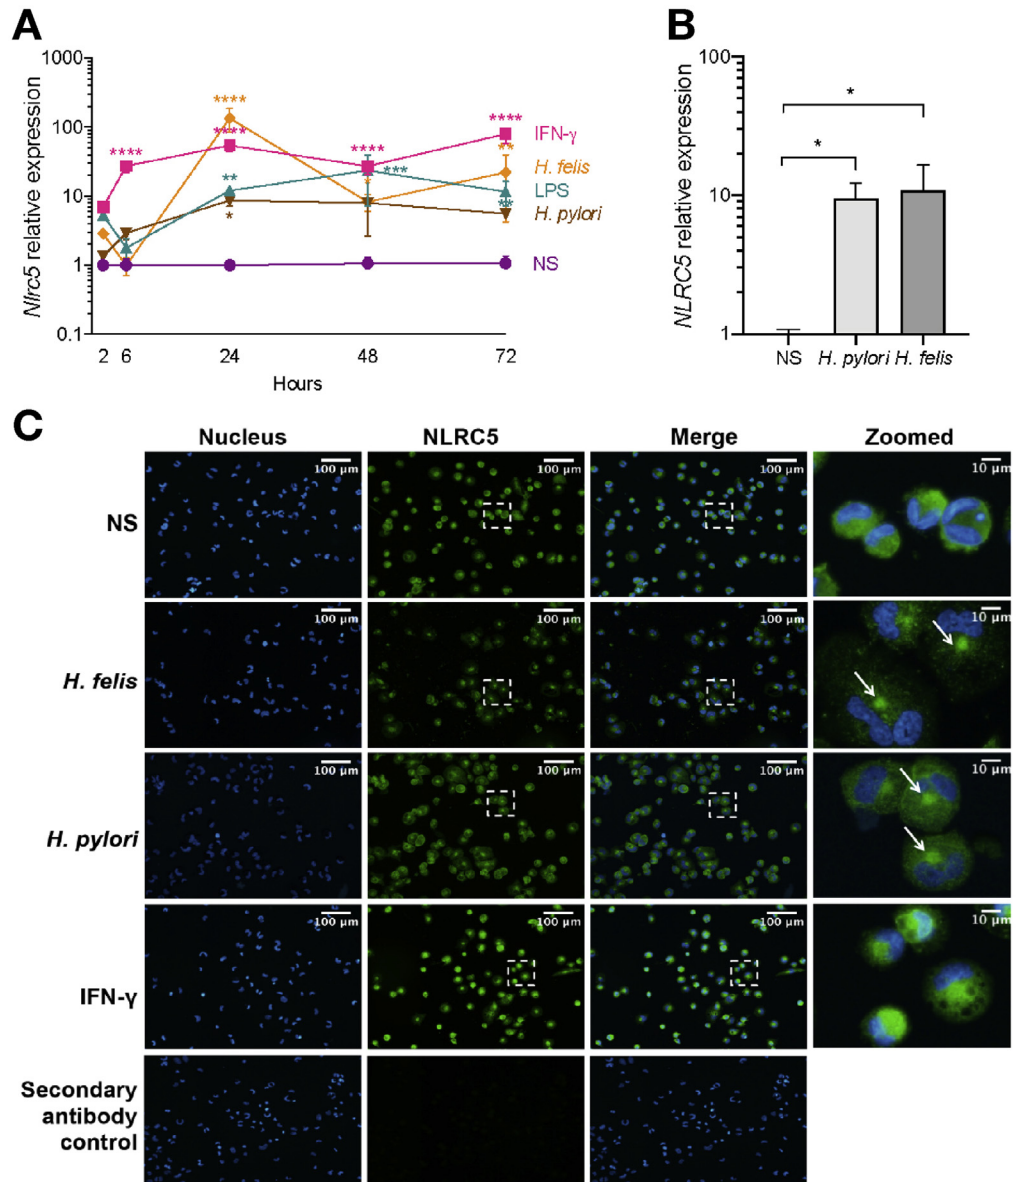 A
Nlrc5 relative expression
1000
100
10
1
0.1
****
****
****
****
****
**
**
***
*
*
**
IFN-γ
H. felis
LPS
H. pylori
NS
2 6 24 48 72
Hours
B
NLRC5 relative expression
100
10
1
*
*
NS H. pylori H. felis
C
Nucleus NLRC5 Merge Zoomed
NS
100 μm 100 μm 100 μm 10 μm
H. felis
100 μm 100 μm 100 μm 10 μm
H. pylori
100 μm 100 μm 100 μm 10 μm
IFN-γ
100 μm 100 μm 100 μm 10 μm
Secondary
antibody
control